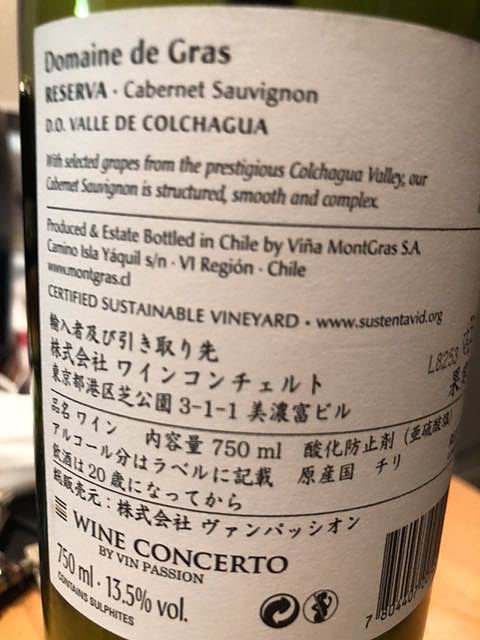 Domaine de Gras
RESERVA · Cabernet Sauvignon
D.O. VALLE DE COLCHAGUA
With selected grapes from the prestigious Colchagua Valley, our
Cabernet Sauvignon is structured, smooth and complex.
Produced & Estate Bottled in Chile by Viña MontGras S.A.
Camino Isla Yáquil s/n · VI Región · Chile
www.montgras.cl
CERTIFIED SUSTAINABLE VINEYARD · www.sustentavid.org
輸入者及び引き取り先
株式会社 ワインコンチェルト
東京都港区芝公園 3-1-1 美濃富ビル
L8253
品名 ワイン 内容量 750 ml 酸化防止剤（亜硫酸塩）
アルコール分はラベルに記載 原産国 チリ
飲酒は20歳になってから
総販売元：株式会社 ヴァンパッシオン
WINE CONCERTO
BY VIN PASSION
750 ml · 13.5% vol.
CONTAINS SULPHITES
7 804407